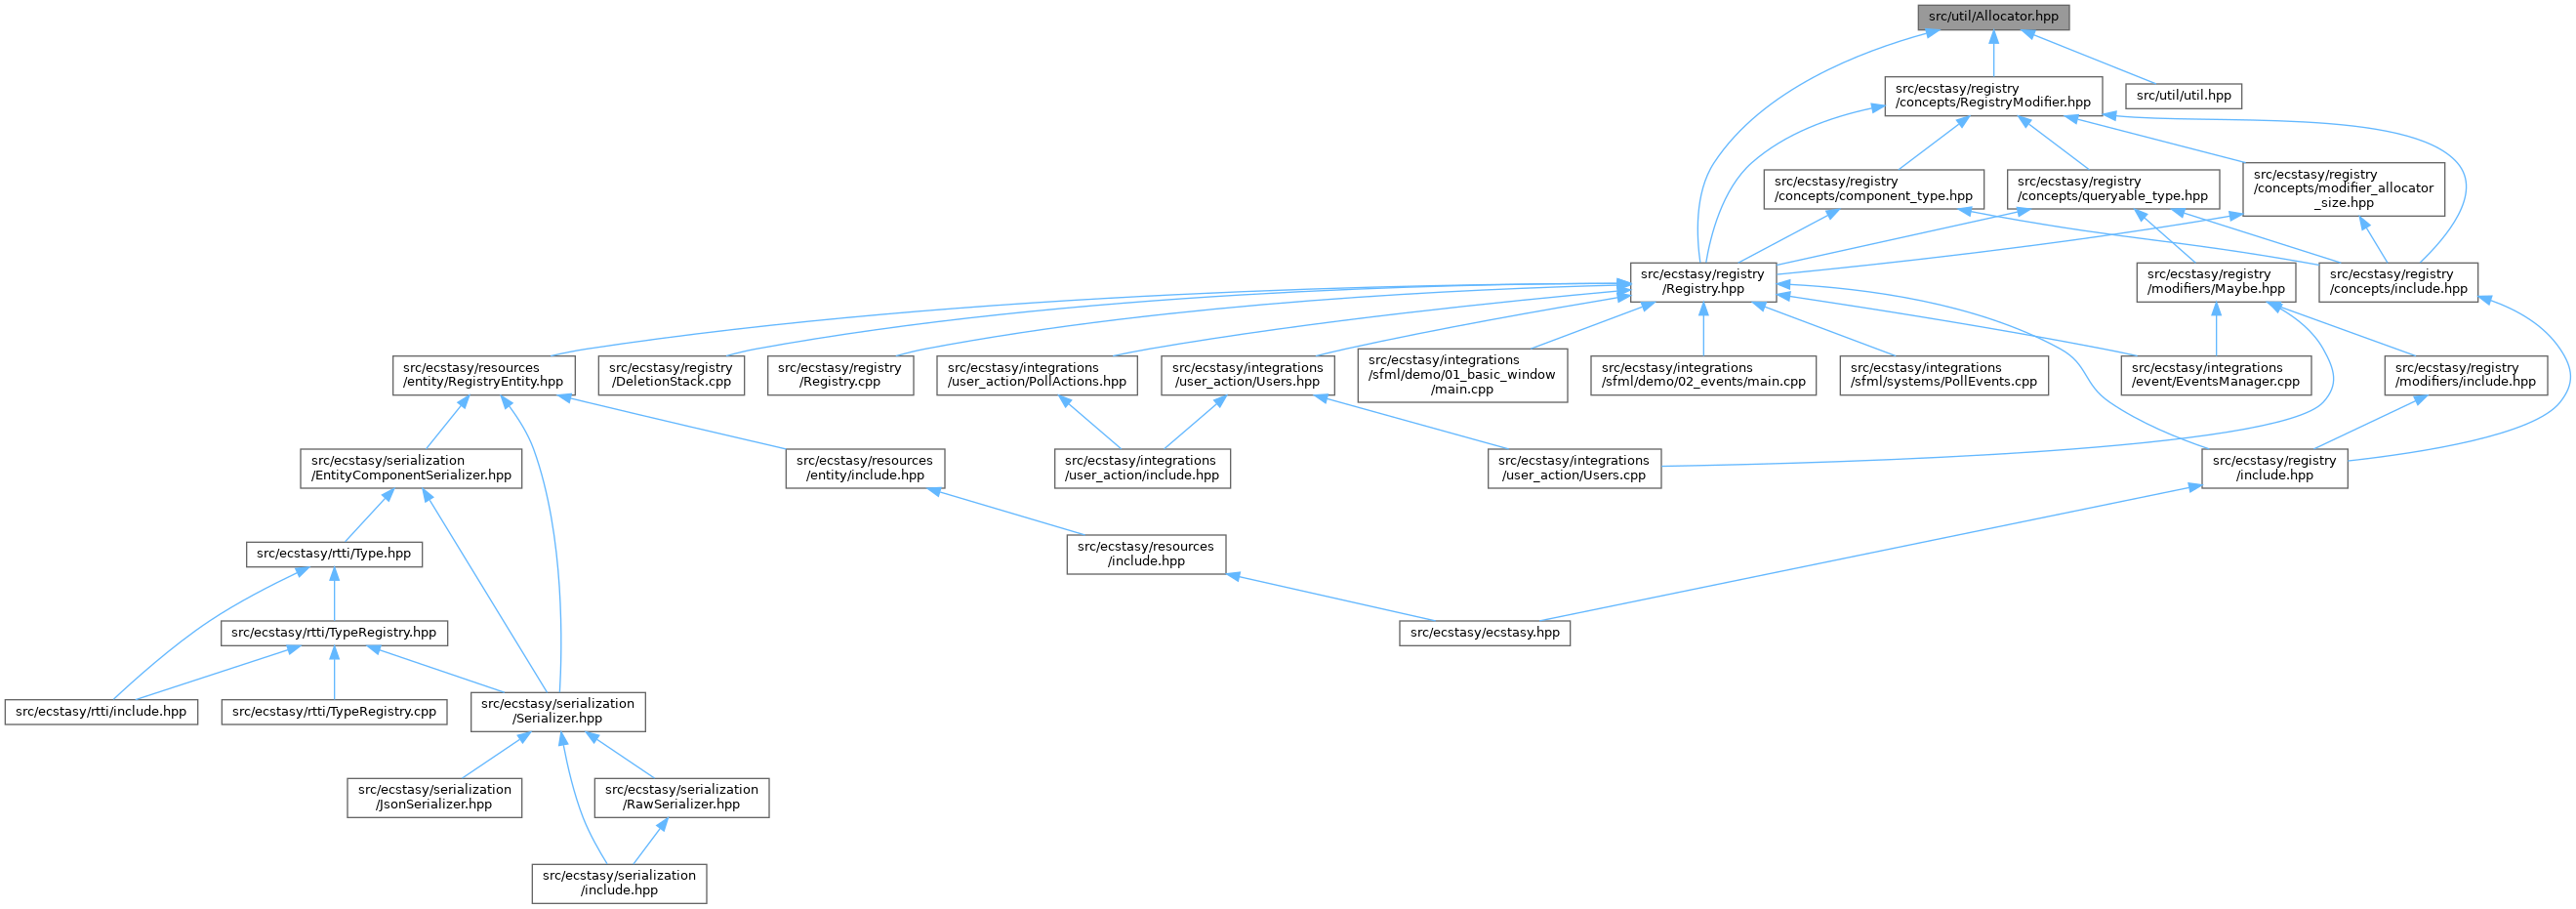 src/util/Allocator.hpp
src/ecstasy/registry
/concepts/RegistryModifier.hpp
src/util/util.hpp
src/ecstasy/registry
/concepts/component_type.hpp
src/ecstasy/registry
/concepts/queryable_type.hpp
src/ecstasy/registry
/concepts/modifier_allocator
_size.hpp
src/ecstasy/registry
/Registry.hpp
src/ecstasy/registry
/modifiers/Maybe.hpp
src/ecstasy/registry
/concepts/include.hpp
src/ecstasy/resources
/entity/RegistryEntity.hpp
src/ecstasy/registry
/DeletionStack.cpp
src/ecstasy/registry
/Registry.cpp
src/ecstasy/integrations
/user_action/PollActions.hpp
src/ecstasy/integrations
/user_action/Users.hpp
src/ecstasy/integrations
/sfml/demo/01_basic_window
/main.cpp
src/ecstasy/integrations
/sfml/demo/02_events/main.cpp
src/ecstasy/integrations
/sfml/systems/PollEvents.cpp
src/ecstasy/integrations
/event/EventsManager.cpp
src/ecstasy/registry
/modifiers/include.hpp
src/ecstasy/serialization
/EntityComponentSerializer.hpp
src/ecstasy/resources
/entity/include.hpp
src/ecstasy/integrations
/user_action/include.hpp
src/ecstasy/integrations
/user_action/Users.cpp
src/ecstasy/registry
/include.hpp
src/ecstasy/rtti/Type.hpp
src/ecstasy/resources
/include.hpp
src/ecstasy/rtti/TypeRegistry.hpp
src/ecstasy/ecstasy.hpp
src/ecstasy/rtti/include.hpp
src/ecstasy/rtti/TypeRegistry.cpp
src/ecstasy/serialization
/Serializer.hpp
src/ecstasy/serialization
/JsonSerializer.hpp
src/ecstasy/serialization
/RawSerializer.hpp
src/ecstasy/serialization
/include.hpp